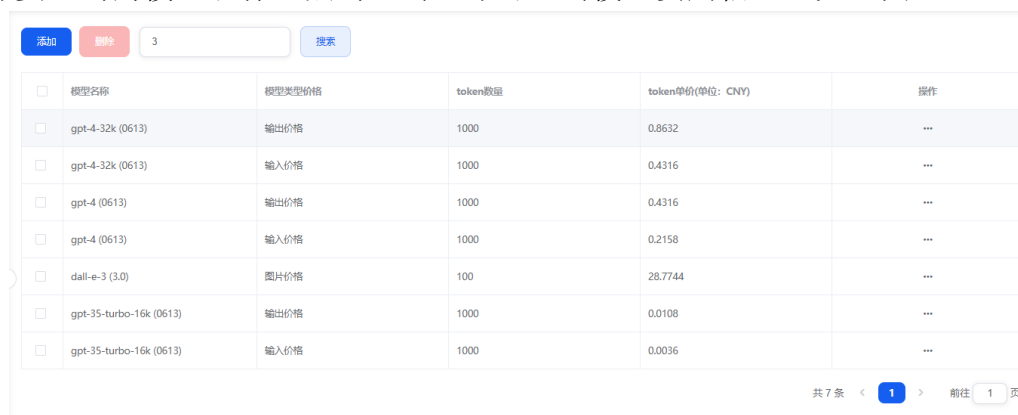 添加 删除 3 搜索
模型名称 模型类型价格 token数量 token单价(单位：CNY) 操作
gpt-4-32k (0613) 输出价格 1000 0.8632 •••
gpt-4-32k (0613) 输入价格 1000 0.4316 •••
gpt-4 (0613) 输出价格 1000 0.4316 •••
gpt-4 (0613) 输入价格 1000 0.2158 •••
dall-e-3 (3.0) 图片价格 100 28.7744 •••
gpt-35-turbo-16k (0613) 输出价格 1000 0.0108 •••
gpt-35-turbo-16k (0613) 输入价格 1000 0.0036 •••
共 7 条 < 1 > 前往 1 页